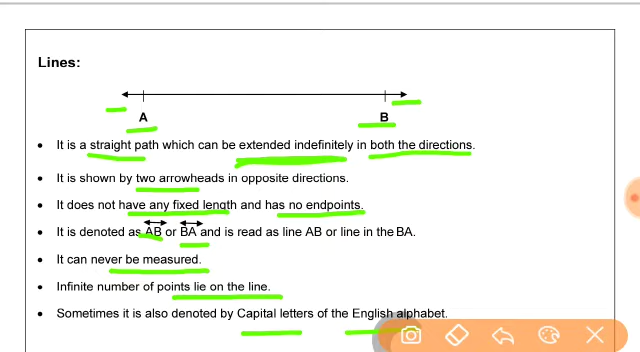 Lines:
A B
It is a straight path which can be extended indefinitely in both the directions.
It is shown by two arrowheads in opposite directions.
It does not have any fixed length and has no endpoints.
It is denoted as AB or BA and is read as line AB or line in the BA.
It can never be measured.
Infinite number of points lie on the line.
Sometimes it is also denoted by Capital letters of the English alphabet.